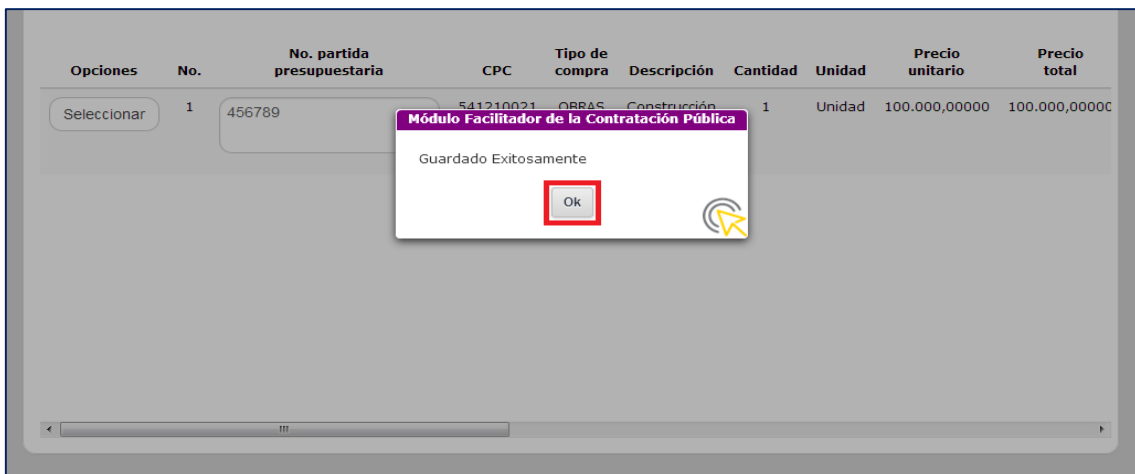 Opciones No. No. partida presupuestaria CPC Tipo de compra Descripción Cantidad Unidad Precio unitario Precio total
Seleccionar 1 456789 541210021 OBRAS Construcción 1 Unidad 100.000,00000 100.000,00000
Módulo Facilitador de la Contratación Pública
Guardado Exitosamente
Ok